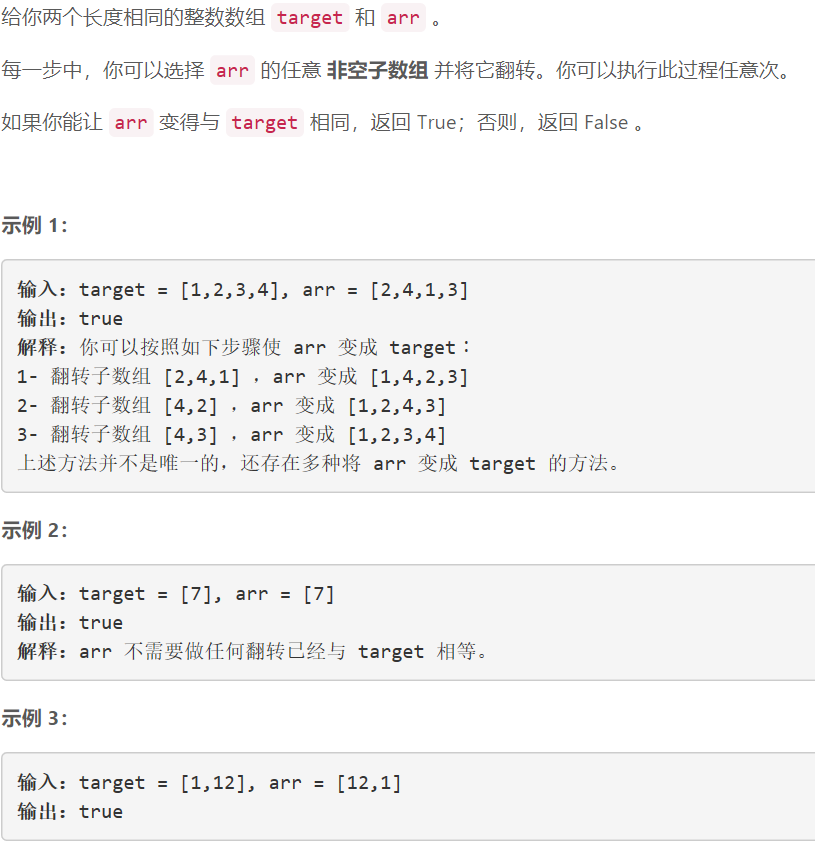 给你两个长度相同的整数数组 target 和 arr 。
每一步中，你可以选择 arr 的任意 非空子数组 并将它翻转。你可以执行此过程任意次。
如果你能让 arr 变得与 target 相同，返回 True；否则，返回 False 。
示例 1：
输入：target = [1,2,3,4], arr = [2,4,1,3]
输出：true
解释：你可以按照如下步骤使 arr 变成 target：
1- 翻转子数组 [2,4,1] ，arr 变成 [1,4,2,3]
2- 翻转子数组 [4,2] ，arr 变成 [1,2,4,3]
3- 翻转子数组 [4,3] ，arr 变成 [1,2,3,4]
上述方法并不是唯一的，还存在多种将 arr 变成 target 的方法。
示例 2：
输入：target = [7], arr = [7]
输出：true
解释：arr 不需要做任何翻转已经与 target 相等。
示例 3：
输入：target = [1,12], arr = [12,1]
输出：true